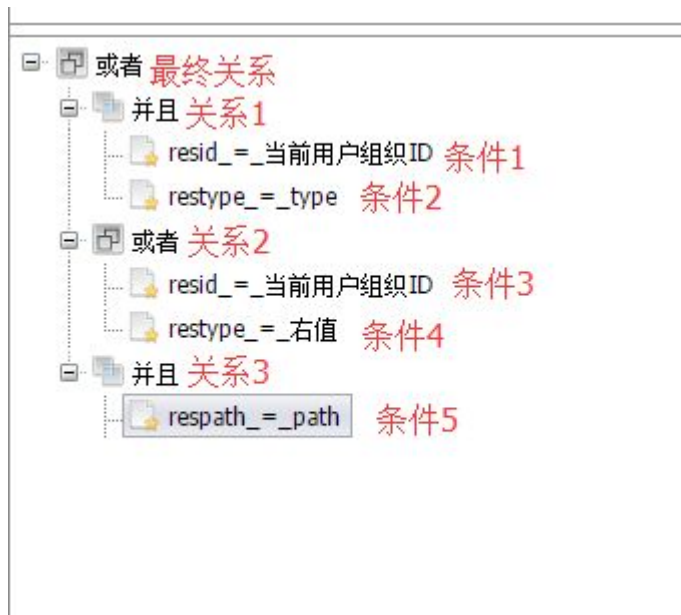 或者 最终关系
并且 关系1
resid_=_当前用户组织ID 条件1
restype_=_type 条件2
或者 关系2
resid_=_当前用户组织ID 条件3
restype_=_右值 条件4
并且 关系3
respath_=_path 条件5